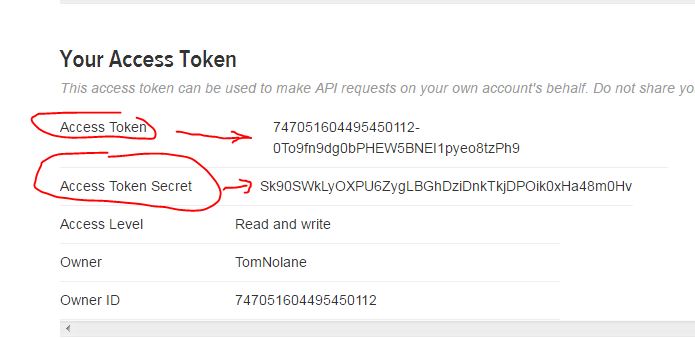 Your Access Token
This access token can be used to make API requests on your own account's behalf. Do not share yo
Access Token 747051604495450112-
0To9fn9dg0bPHEW5BNEI1pyeo8tzPh9
Access Token Secret Sk90SWkLyOXPU6ZygLBGhDziDnkTkjDPOik0xHa48m0Hv
Access Level Read and write
Owner TomNolane
Owner ID 747051604495450112